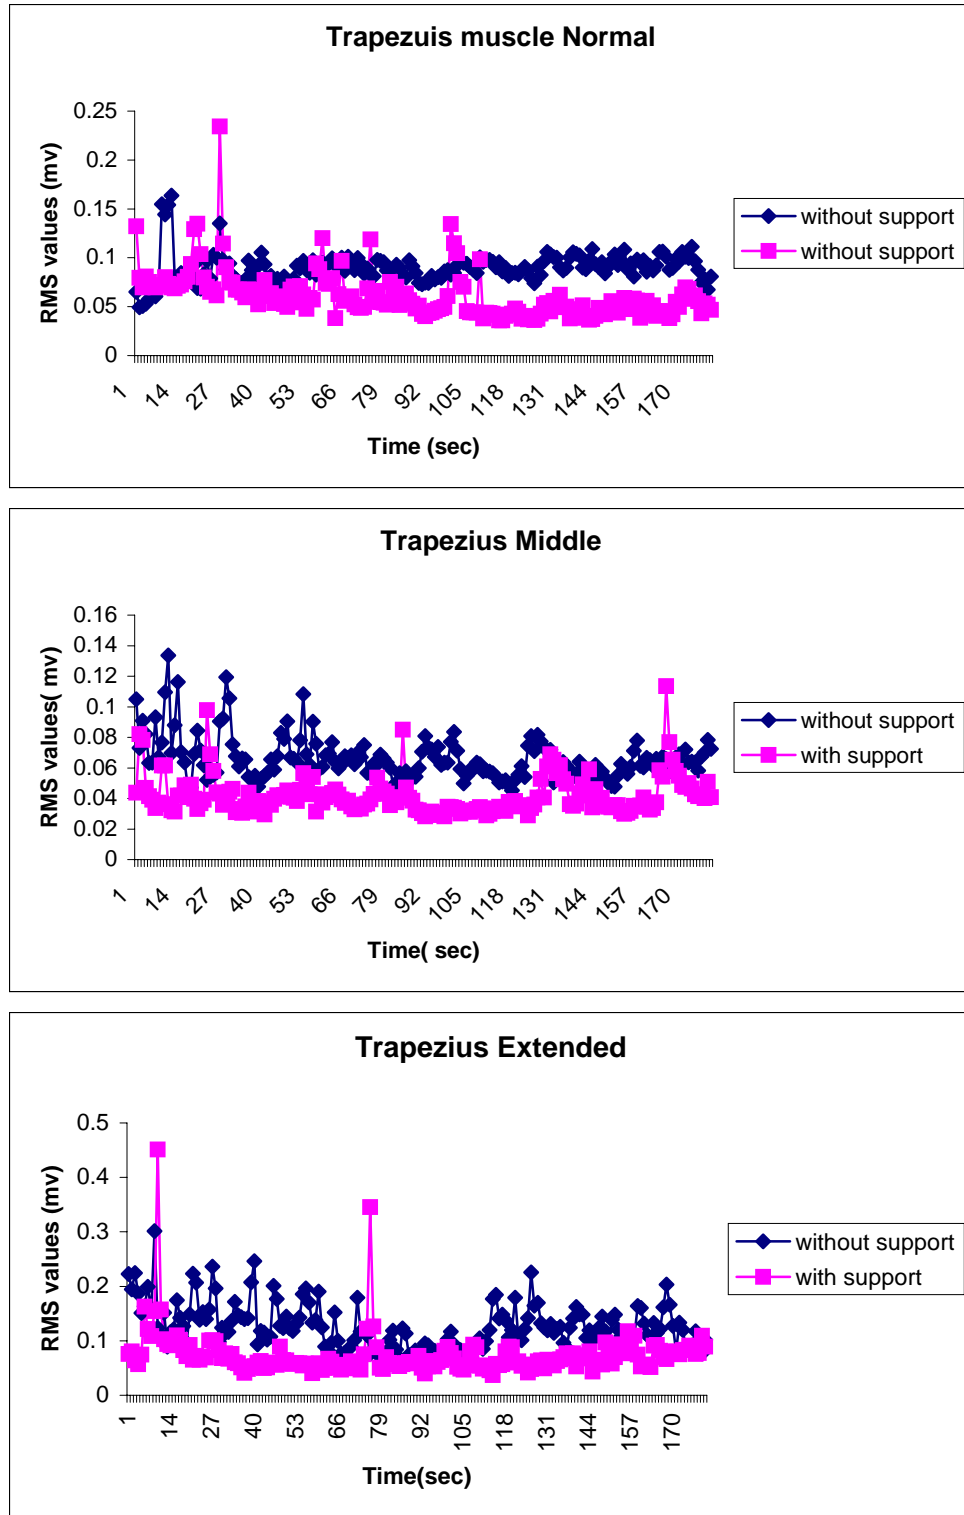 Trapezuis muscle Normal
RMS values (mv)
0.25
0.2
0.15
0.1
0.05
0
1 14 27 40 53 66 79 92 105 118 131 144 157 170
Time (sec)
without support
without support
Trapezius Middle
RMS values( mv)
0.16
0.14
0.12
0.1
0.08
0.06
0.04
0.02
0
1 14 27 40 53 66 79 92 105 118 131 144 157 170
Time( sec)
without support
with support
Trapezius Extended
RMS values (mv)
0.5
0.4
0.3
0.2
0.1
0
1 14 27 40 53 66 79 92 105 118 131 144 157 170
Time(sec)
without support
with support